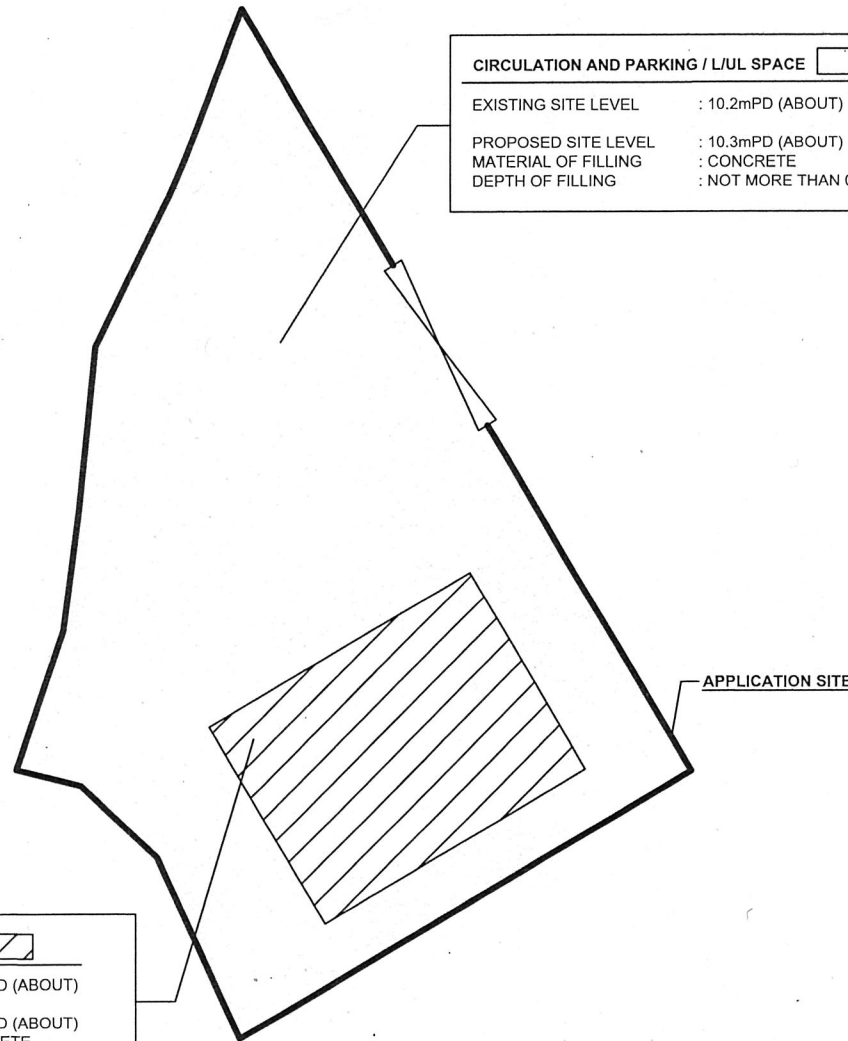 CIRCULATION AND PARKING / L/UL SPACE
EXISTING SITE LEVEL : 10.2mPD (ABOUT)
PROPOSED SITE LEVEL : 10.3mPD (ABOUT)
MATERIAL OF FILLING : CONCRETE
DEPTH OF FILLING : NOT MORE THAN
APPLICATION SITE
(ABOUT)
(ABOUT)